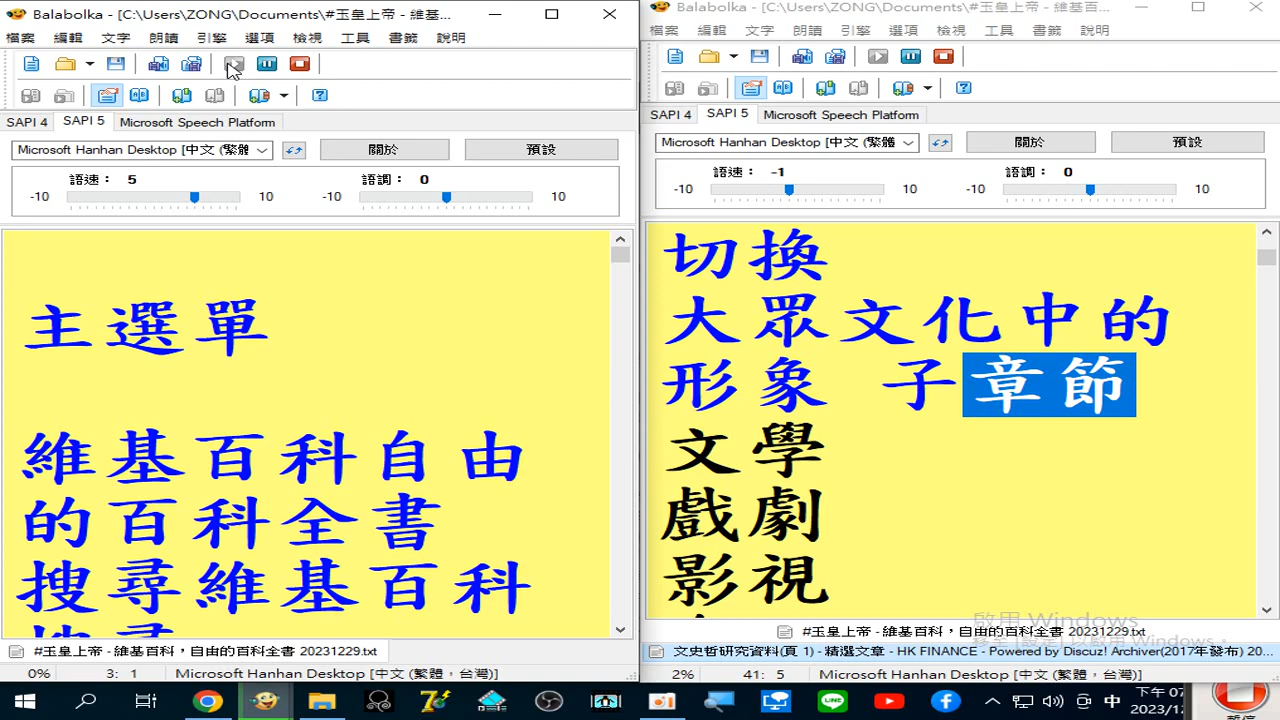 Balabolka - [C:\Users\ZONG\Documents\#玉皇上帝 - 維基...
檔案 編輯 文字 朗讀 引擎 選項 檢視 工具 書籤 說明
SAPI 4 SAPI 5 Microsoft Speech Platform
Microsoft Hanhan Desktop [中文 (繁體 關於 預設
語速： 5 語調： 0
-10 10 -10 10
主選單
維基百科自由
的百科全書
搜尋維基百科
搜尋
#玉皇上帝 - 維基百科，自由的百科全書 20231229.txt
0% 3: 1 Microsoft Hanhan Desktop [中文 (繁體，台灣)]
Balabolka - [C:\Users\ZONG\Documents\#玉皇上帝 - 維基百...
檔案 編輯 文字 朗讀 引擎 選項 檢視 工具 書籤 說明
SAPI 4 SAPI 5 Microsoft Speech Platform
Microsoft Hanhan Desktop [中文 (繁體 關於 預設
語速： -1 語調： 0
-10 10 -10 10
切換
大眾文化中的
形象 子章節
文學
戲劇
影視
啟用 Windows
移至 [設定] 以啟用 Windows。
#玉皇上帝 - 維基百科，自由的百科全書 20231229.txt
文史哲研究資料(頁 1) - 精選文章 - HK FINANCE - Powered by Discuz! Archiver(2017年發布) 20...
2% 41: 5 Microsoft Hanhan Desktop [中文 (繁體，台灣)]
LINE
中
下午 07
2023/12